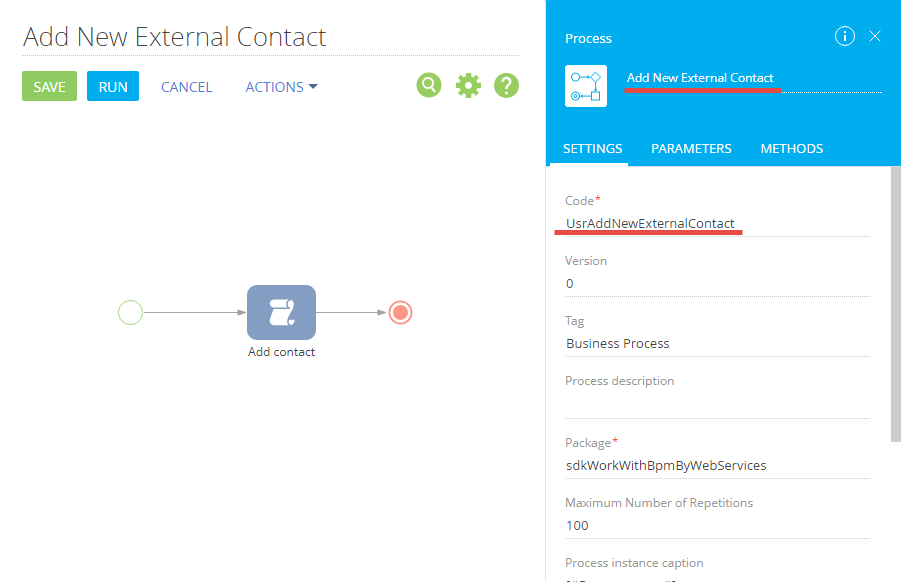 Add New External Contact
SAVE
RUN
CANCEL
ACTIONS
Add contact
Process
Add New External Contact
SETTINGS
PARAMETERS
METHODS
Code*
UsrAddNewExternalContact
Version
0
Tag
Business Process
Process description
Package*
sdkWorkWithBpmByWebServices
Maximum Number of Repetitions
100
Process instance caption